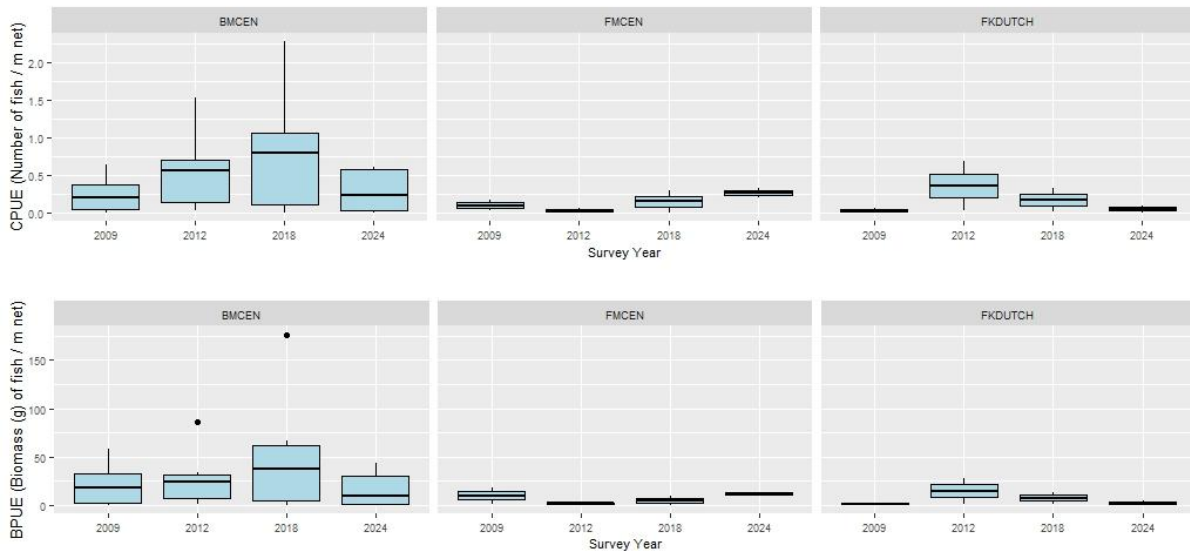 BMCEN FMCEN FKDUTCH
CPUE (Number of fish / m net)
2.0
1.5
1.0
0.5
0.0
2009 2012 2018 2024 2009 2012 2018 2024 2009 2012 2018 2024
Survey Year
BMCEN FMCEN FKDUTCH
BPUE (Biomass (g) of fish / m net)
150
100
50
0
2009 2012 2018 2024 2009 2012 2018 2024 2009 2012 2018 2024
Survey Year